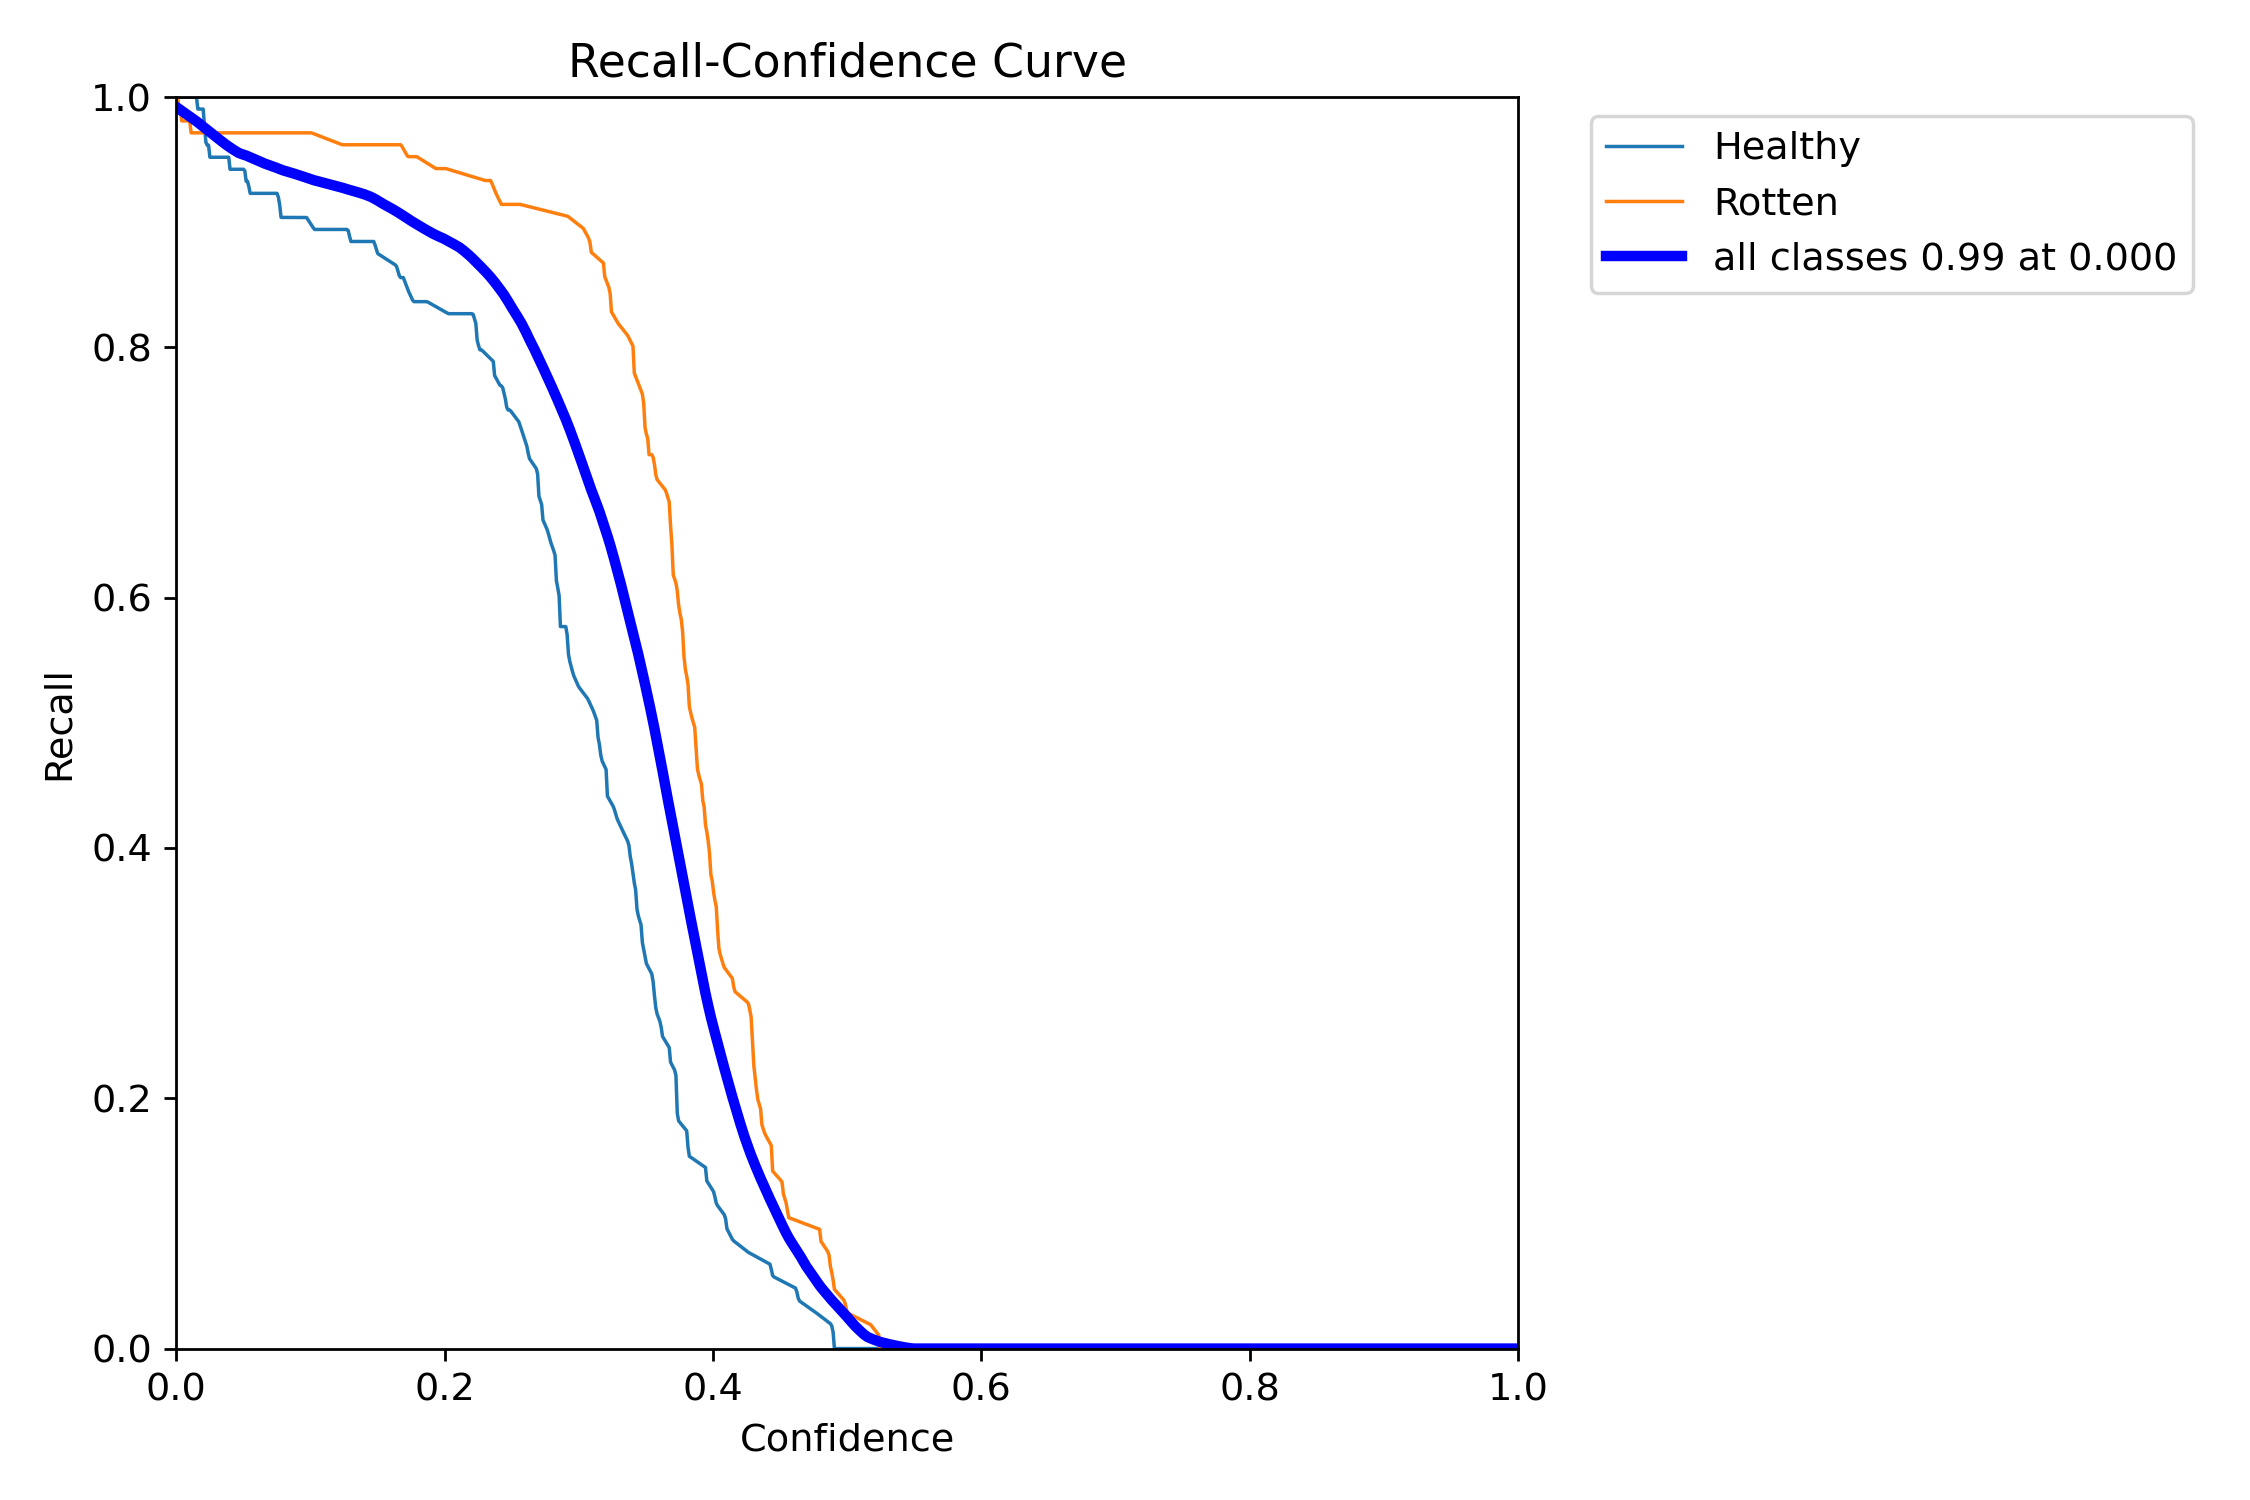 Recall-Confidence Curve
1.0
0.8
0.6
0.4
0.2
0.0
Recall
0.0 0.2 0.4 0.6 0.8 1.0
Confidence
Healthy
Rotten
all classes 0.99 at 0.000